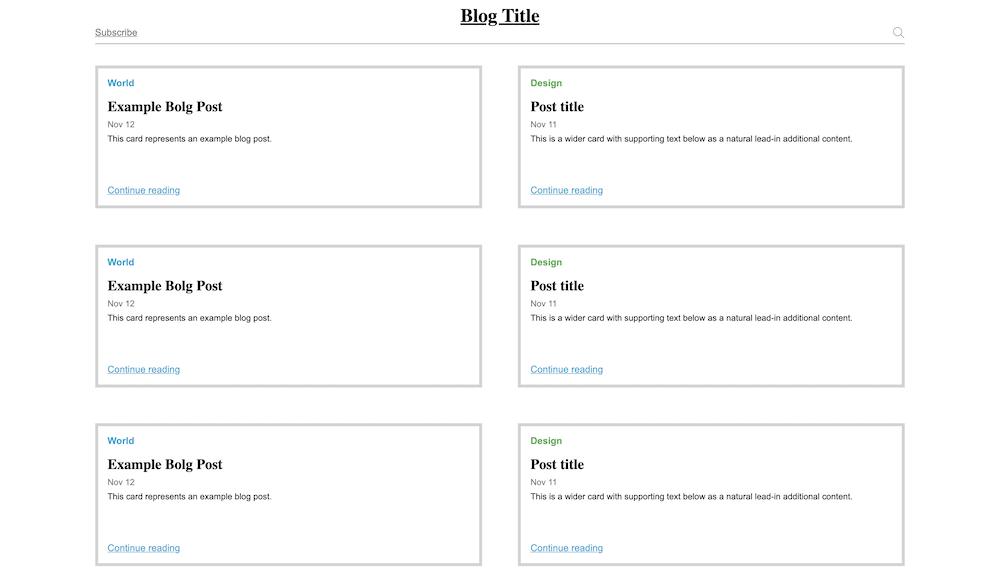 Blog Title
Subscribe
World
Example Bolg Post
Nov 12
This card represents an example blog post.
Continue reading
Design
Post title
Nov 11
This is a wider card with supporting text below as a natural lead-in additional content.
Continue reading
World
Example Bolg Post
Nov 12
This card represents an example blog post.
Continue reading
Design
Post title
Nov 11
This is a wider card with supporting text below as a natural lead-in additional content.
Continue reading
World
Example Bolg Post
Nov 12
This card represents an example blog post.
Continue reading
Design
Post title
Nov 11
This is a wider card with supporting text below as a natural lead-in additional content.
Continue reading